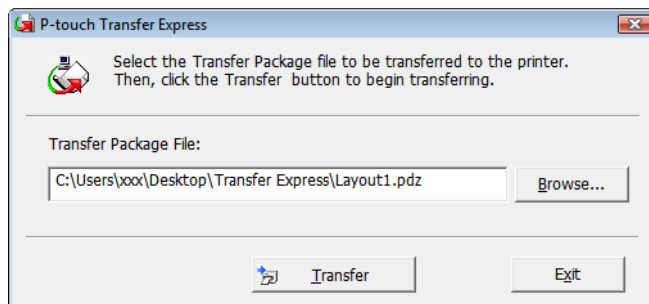 P-touch Transfer Express
Select the Transfer Package file to be transferred to the printer.
Then, click the Transfer  button to begin transferring.
Transfer Package File:
C:\Users\xxx\Desktop\Transfer Express\Layout1.pdz
Browse...
Transfer
Exit